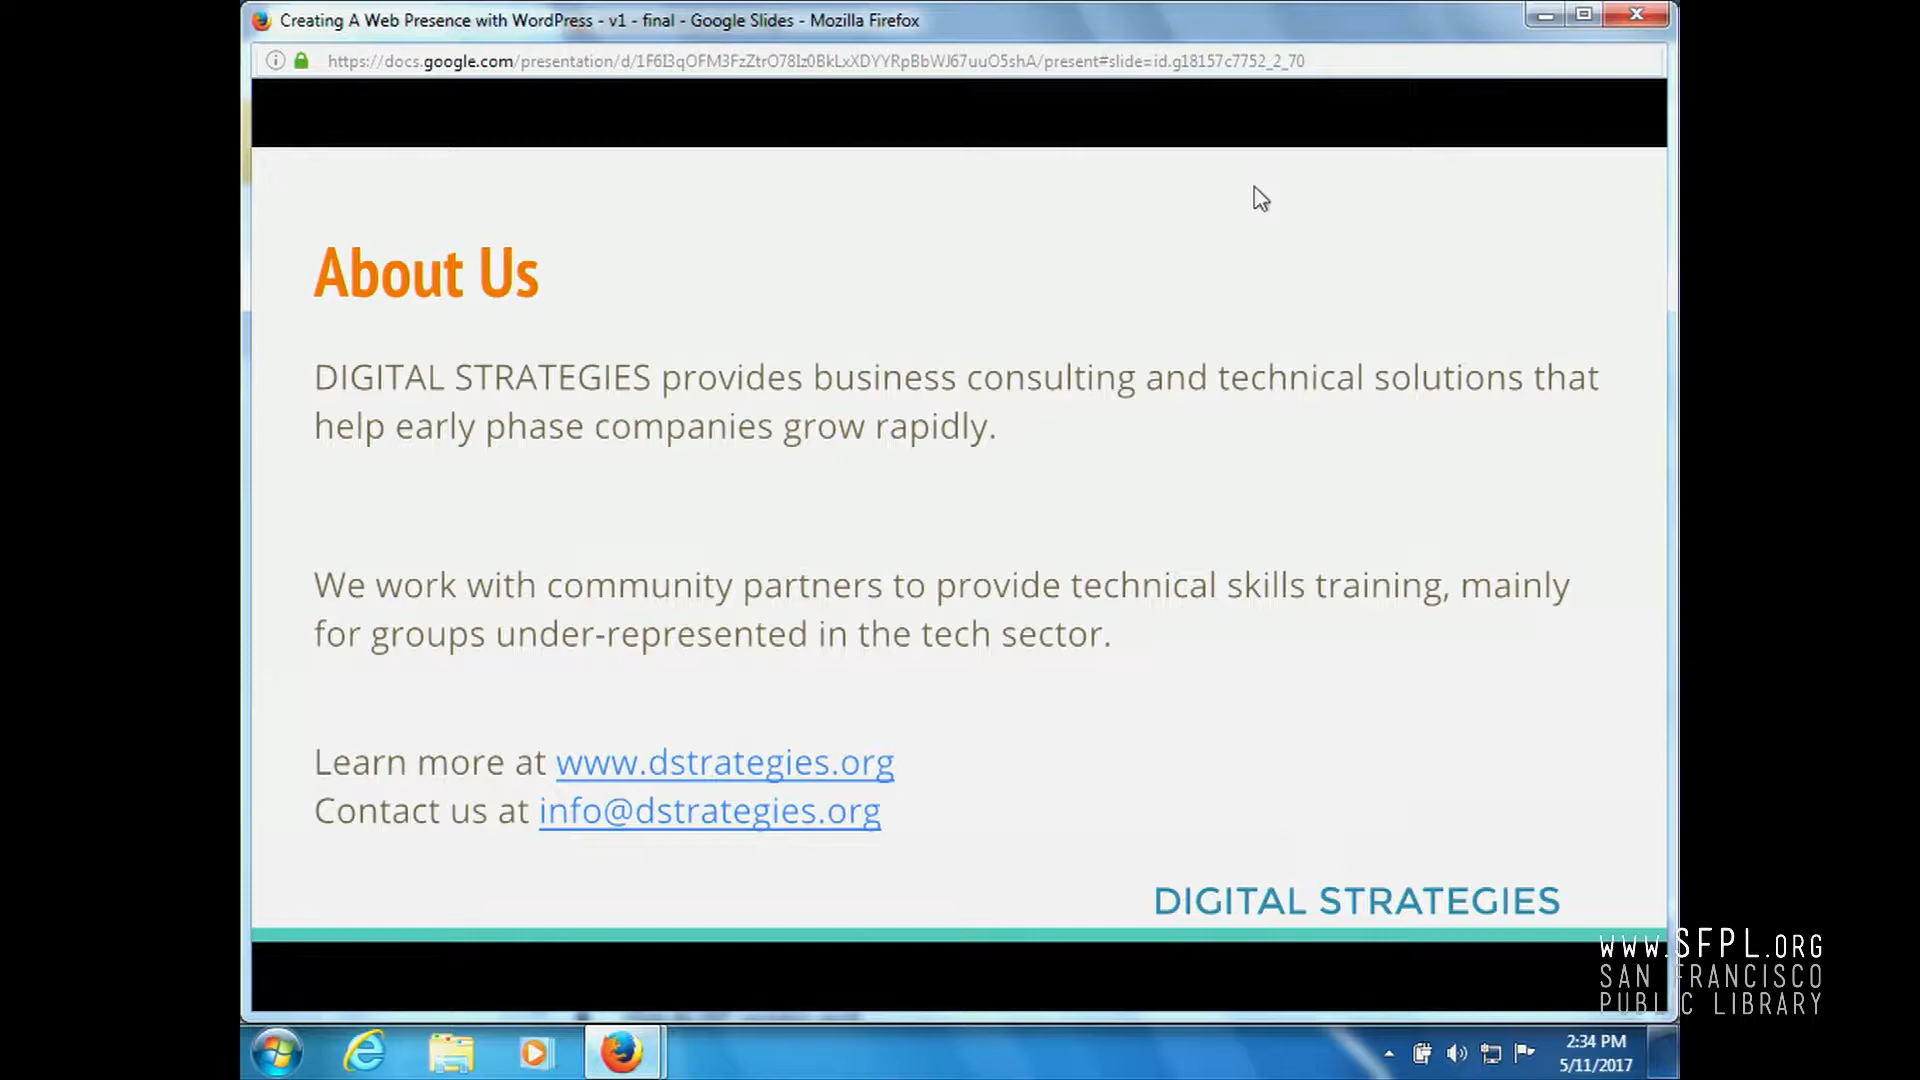 Creating A Web Presence with WordPress - v1 - final - Google Slides - Mozilla Firefox
https://docs.google.com/presentation/d/1F6I3qOFM3FzZtrO78Iz0BkLxXDYYRpBbWJ67uuO5shA/present#slide=id.g18157c7752_2_70
About Us
DIGITAL STRATEGIES provides business consulting and technical solutions that
help early phase companies grow rapidly.
We work with community partners to provide technical skills training, mainly
for groups under-represented in the tech sector.
Learn more at www.dstrategies.org
Contact us at info@dstrategies.org
DIGITAL STRATEGIES
WWW.SFPL.ORG
SAN FRANCISCO
PUBLIC LIBRARY
2:34 PM
5/11/2017